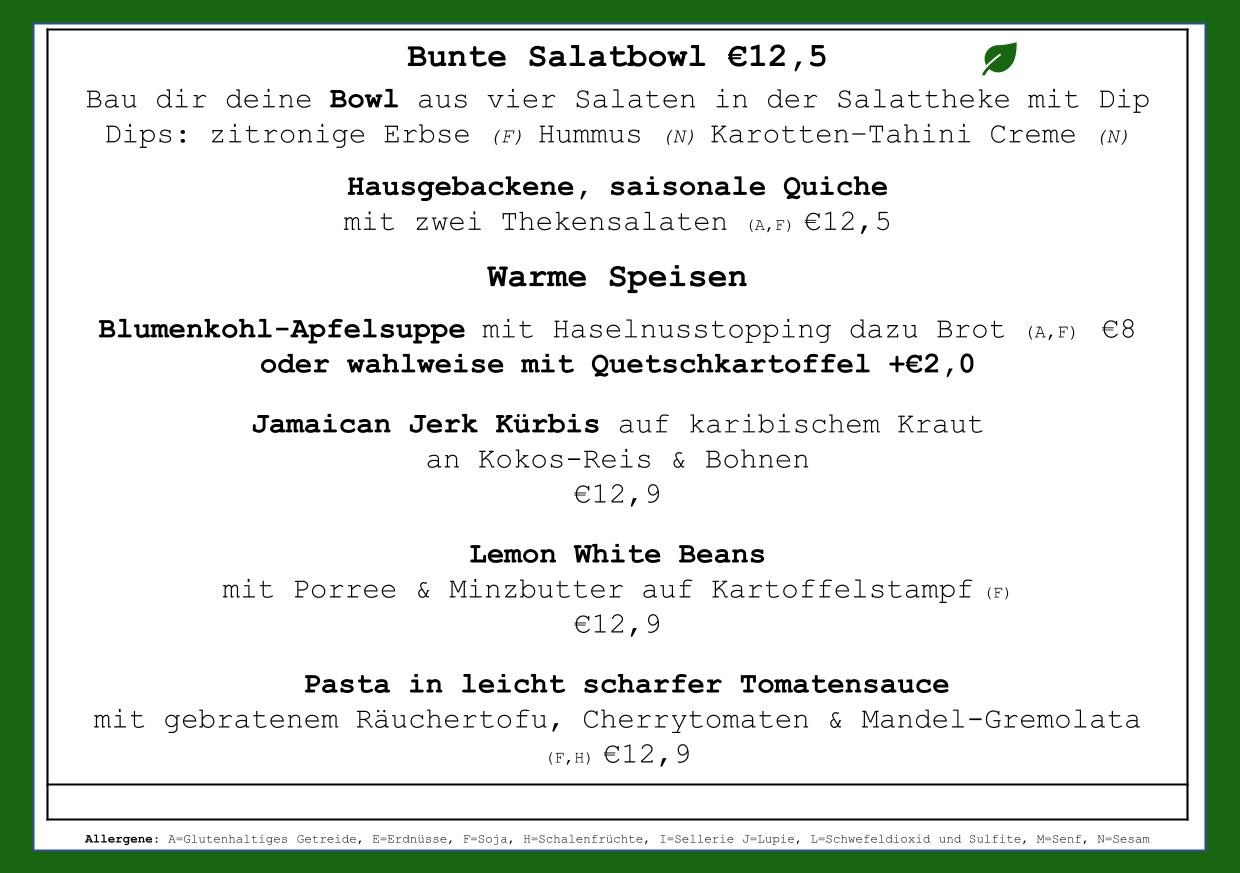 Bunte Salatbowl €12,5
Bau dir deine Bowl aus vier Salaten in der Salattheke mit Dip
Dips: zitronige Erbse (F) Hummus (N) Karotten-Tahini Creme (N)
Hausgebackene, saisonale Quiche
mit zwei Thekensalaten (A,F) €12,5
Warme Speisen
Blumenkohl-Apfelsuppe mit Haselnusstopping dazu Brot (A,F) €8
oder wahlweise mit Quetschkartoffel +€2,0
Jamaican Jerk Kürbis auf karibischem Kraut
an Kokos-Reis & Bohnen
€12,9
Lemon White Beans
mit Porree & Minzbutter auf Kartoffelstampf (F)
€12,9
Pasta in leicht scharfer Tomatensauce
mit gebratenem Räuchertofu, Cherrytomaten & Mandel-Gremolata
(F,H) €12,9
Allergene: A=Glutenhaltiges Getreide, E=Erdnüsse, F=Soja, H=Schalenfrüchte, I=Sellerie J=Lupie, L=Schwefeldioxid und Sulfite, M=Senf, N=Sesam